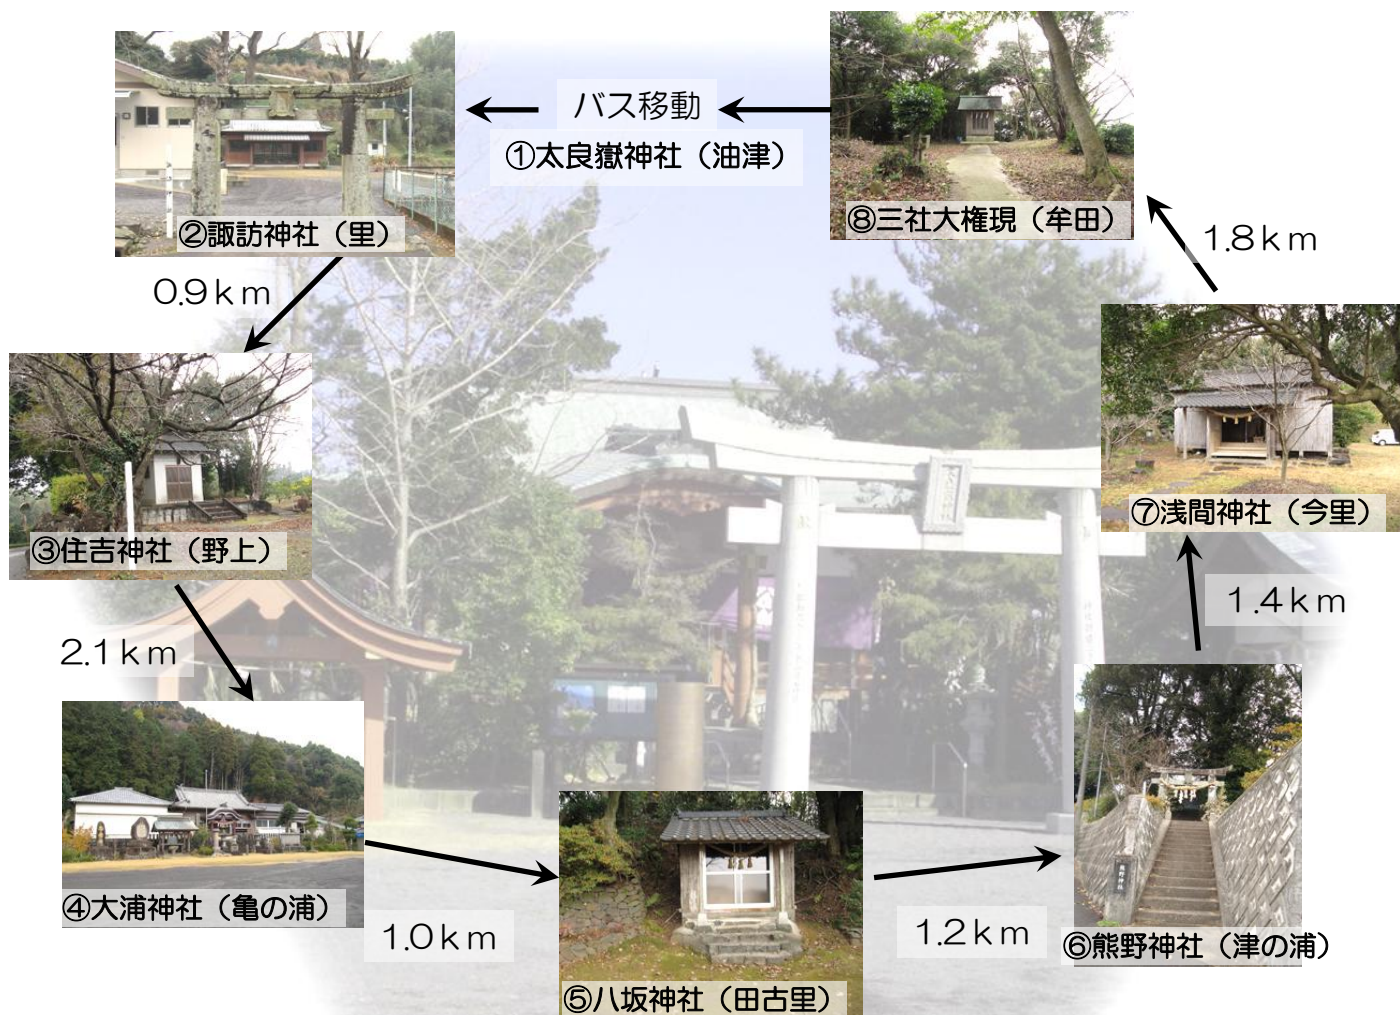 バス移動
①太良嶽神社（油津）
②諏訪神社（里）
0.9km
③住吉神社（野上）
2.1km
④大浦神社（亀の浦）
1.0km
⑤八坂神社（田古里）
1.2km
⑥熊野神社（津の浦）
1.4km
⑦浅間神社（今里）
1.8km
⑧三社大権現（牟田）
熊野神社